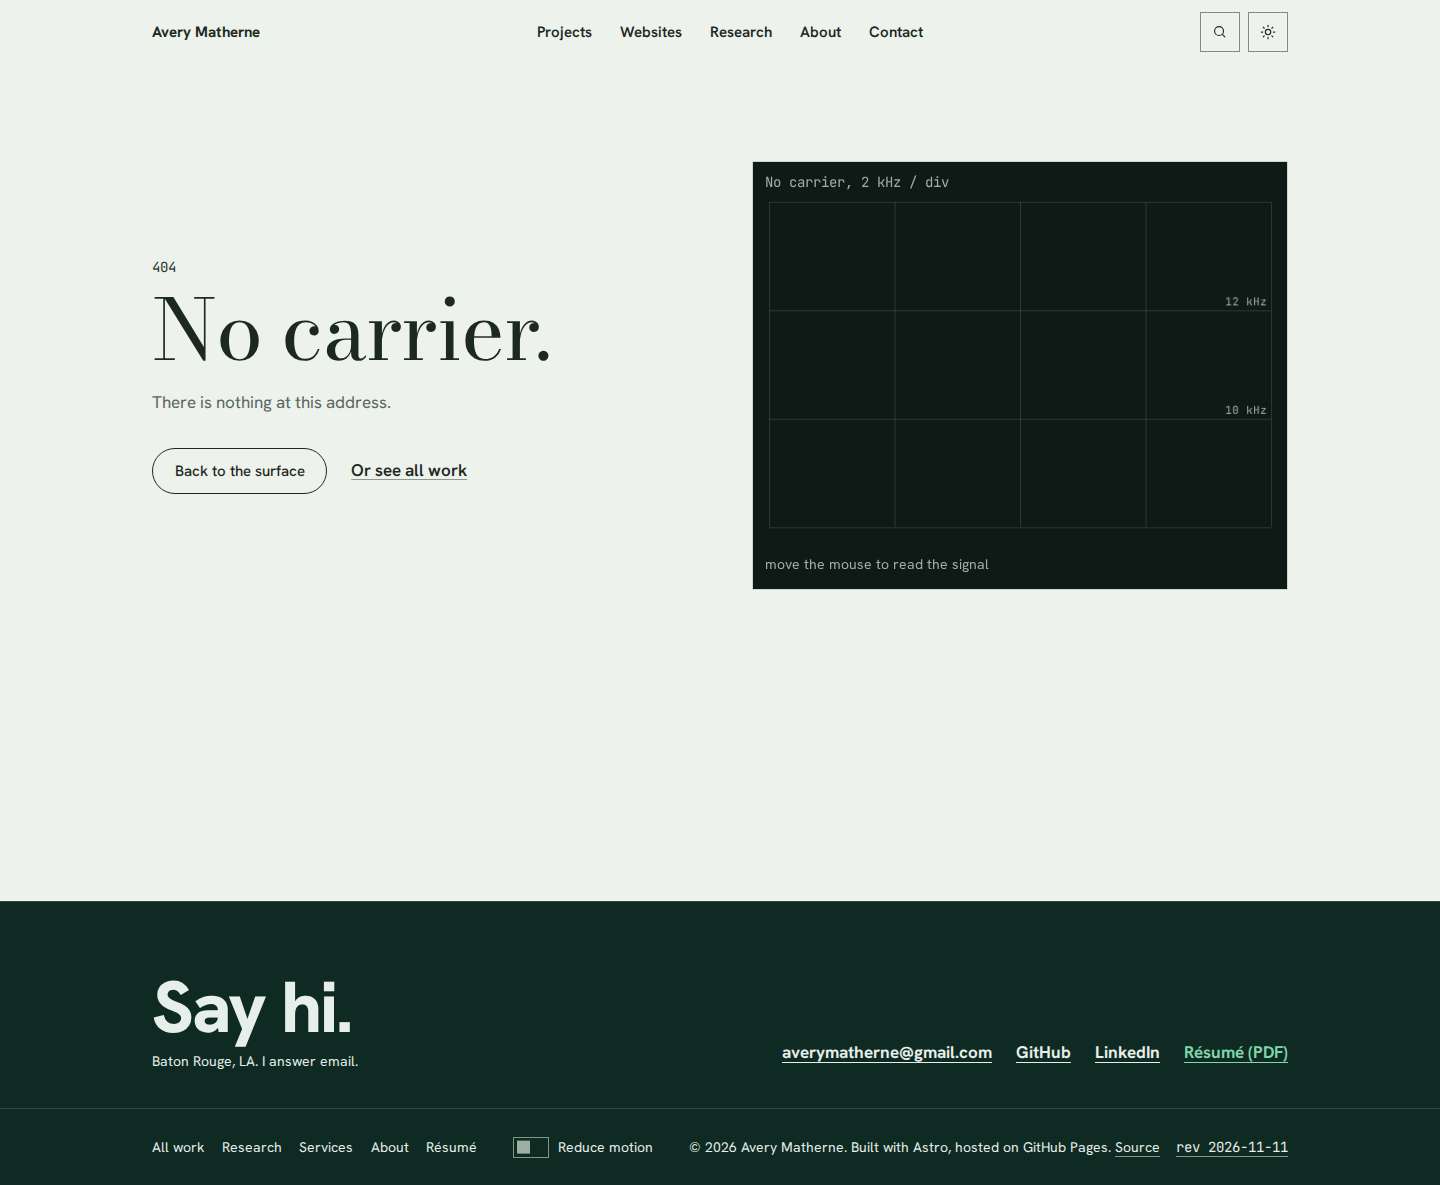 Avery Matherne
Projects Websites Research About Contact
404
No carrier.
There is nothing at this address.
Back to the surface Or see all work
No carrier, 2 kHz / div
12 kHz
10 kHz
move the mouse to read the signal
Say hi.
Baton Rouge, LA. I answer email.
averymatherne@gmail.com GitHub LinkedIn Résumé (PDF)
All work Research Services About Résumé Reduce motion © 2026 Avery Matherne. Built with Astro, hosted on GitHub Pages. Source rev 2026-11-11